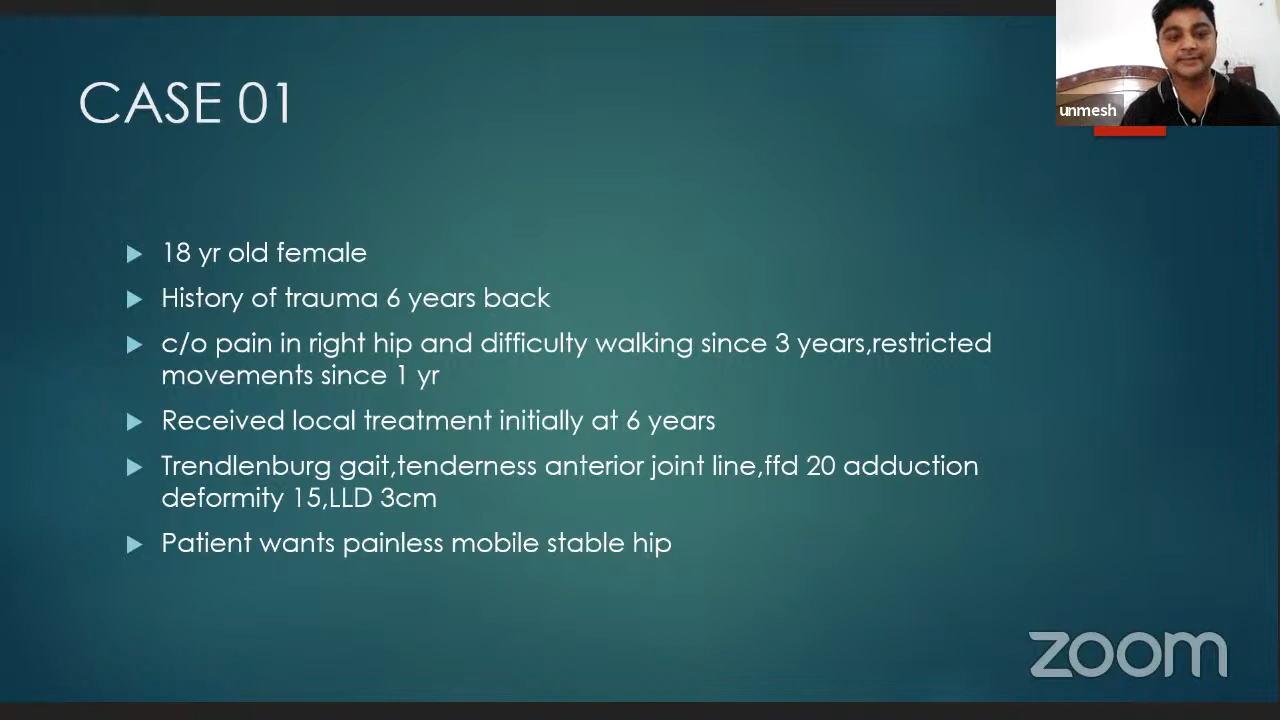 CASE 01
unmesh
18 yr old female
History of trauma 6 years back
c/o pain in right hip and difficulty walking since 3 years,restricted
movements since 1 yr
Received local treatment initially at 6 years
Trendlenburg gait,tenderness anterior joint line,ffd 20 adduction
deformity 15,LLD 3cm
Patient wants painless mobile stable hip
zoom